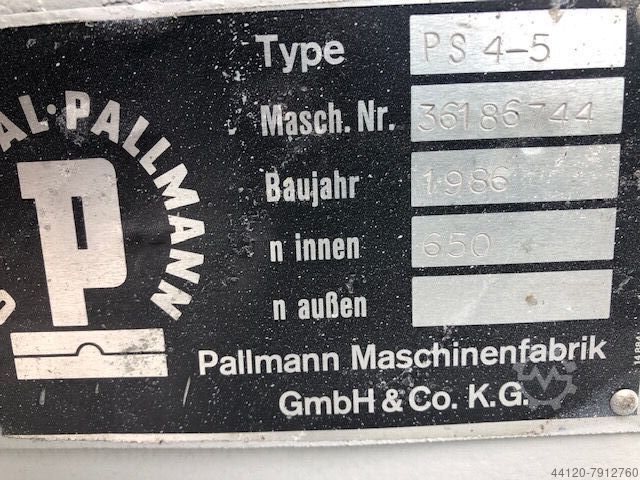 Type PS 4-5
Masch. Nr. 36186744
Baujahr 1986
n innen 650
n außen
AL·PALLMANN
P
Pallmann Maschinenfabrik
GmbH & Co. K.G.
44120-7912760